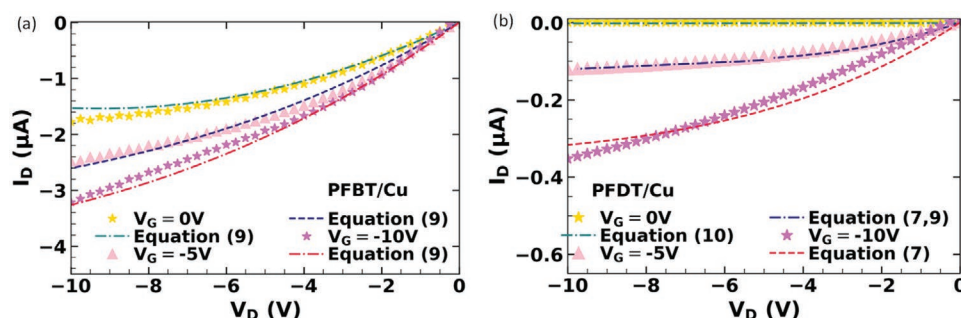 (a)
0
−1
−2
−3
−4
I_D (µA)
PFBT/Cu
V_G = 0V
Equation (9)
V_G = -5V
Equation (9)
V_G = -10V
Equation (9)
−10 −8 −6 −4 −2 0
V_D (V)
(b)
0.0
−0.2
−0.4
−0.6
I_D (µA)
PFDT/Cu
V_G = 0V
Equation (10)
V_G = -5V
Equation (7,9)
V_G = -10V
Equation (7)
−10 −8 −6 −4 −2 0
V_D (V)